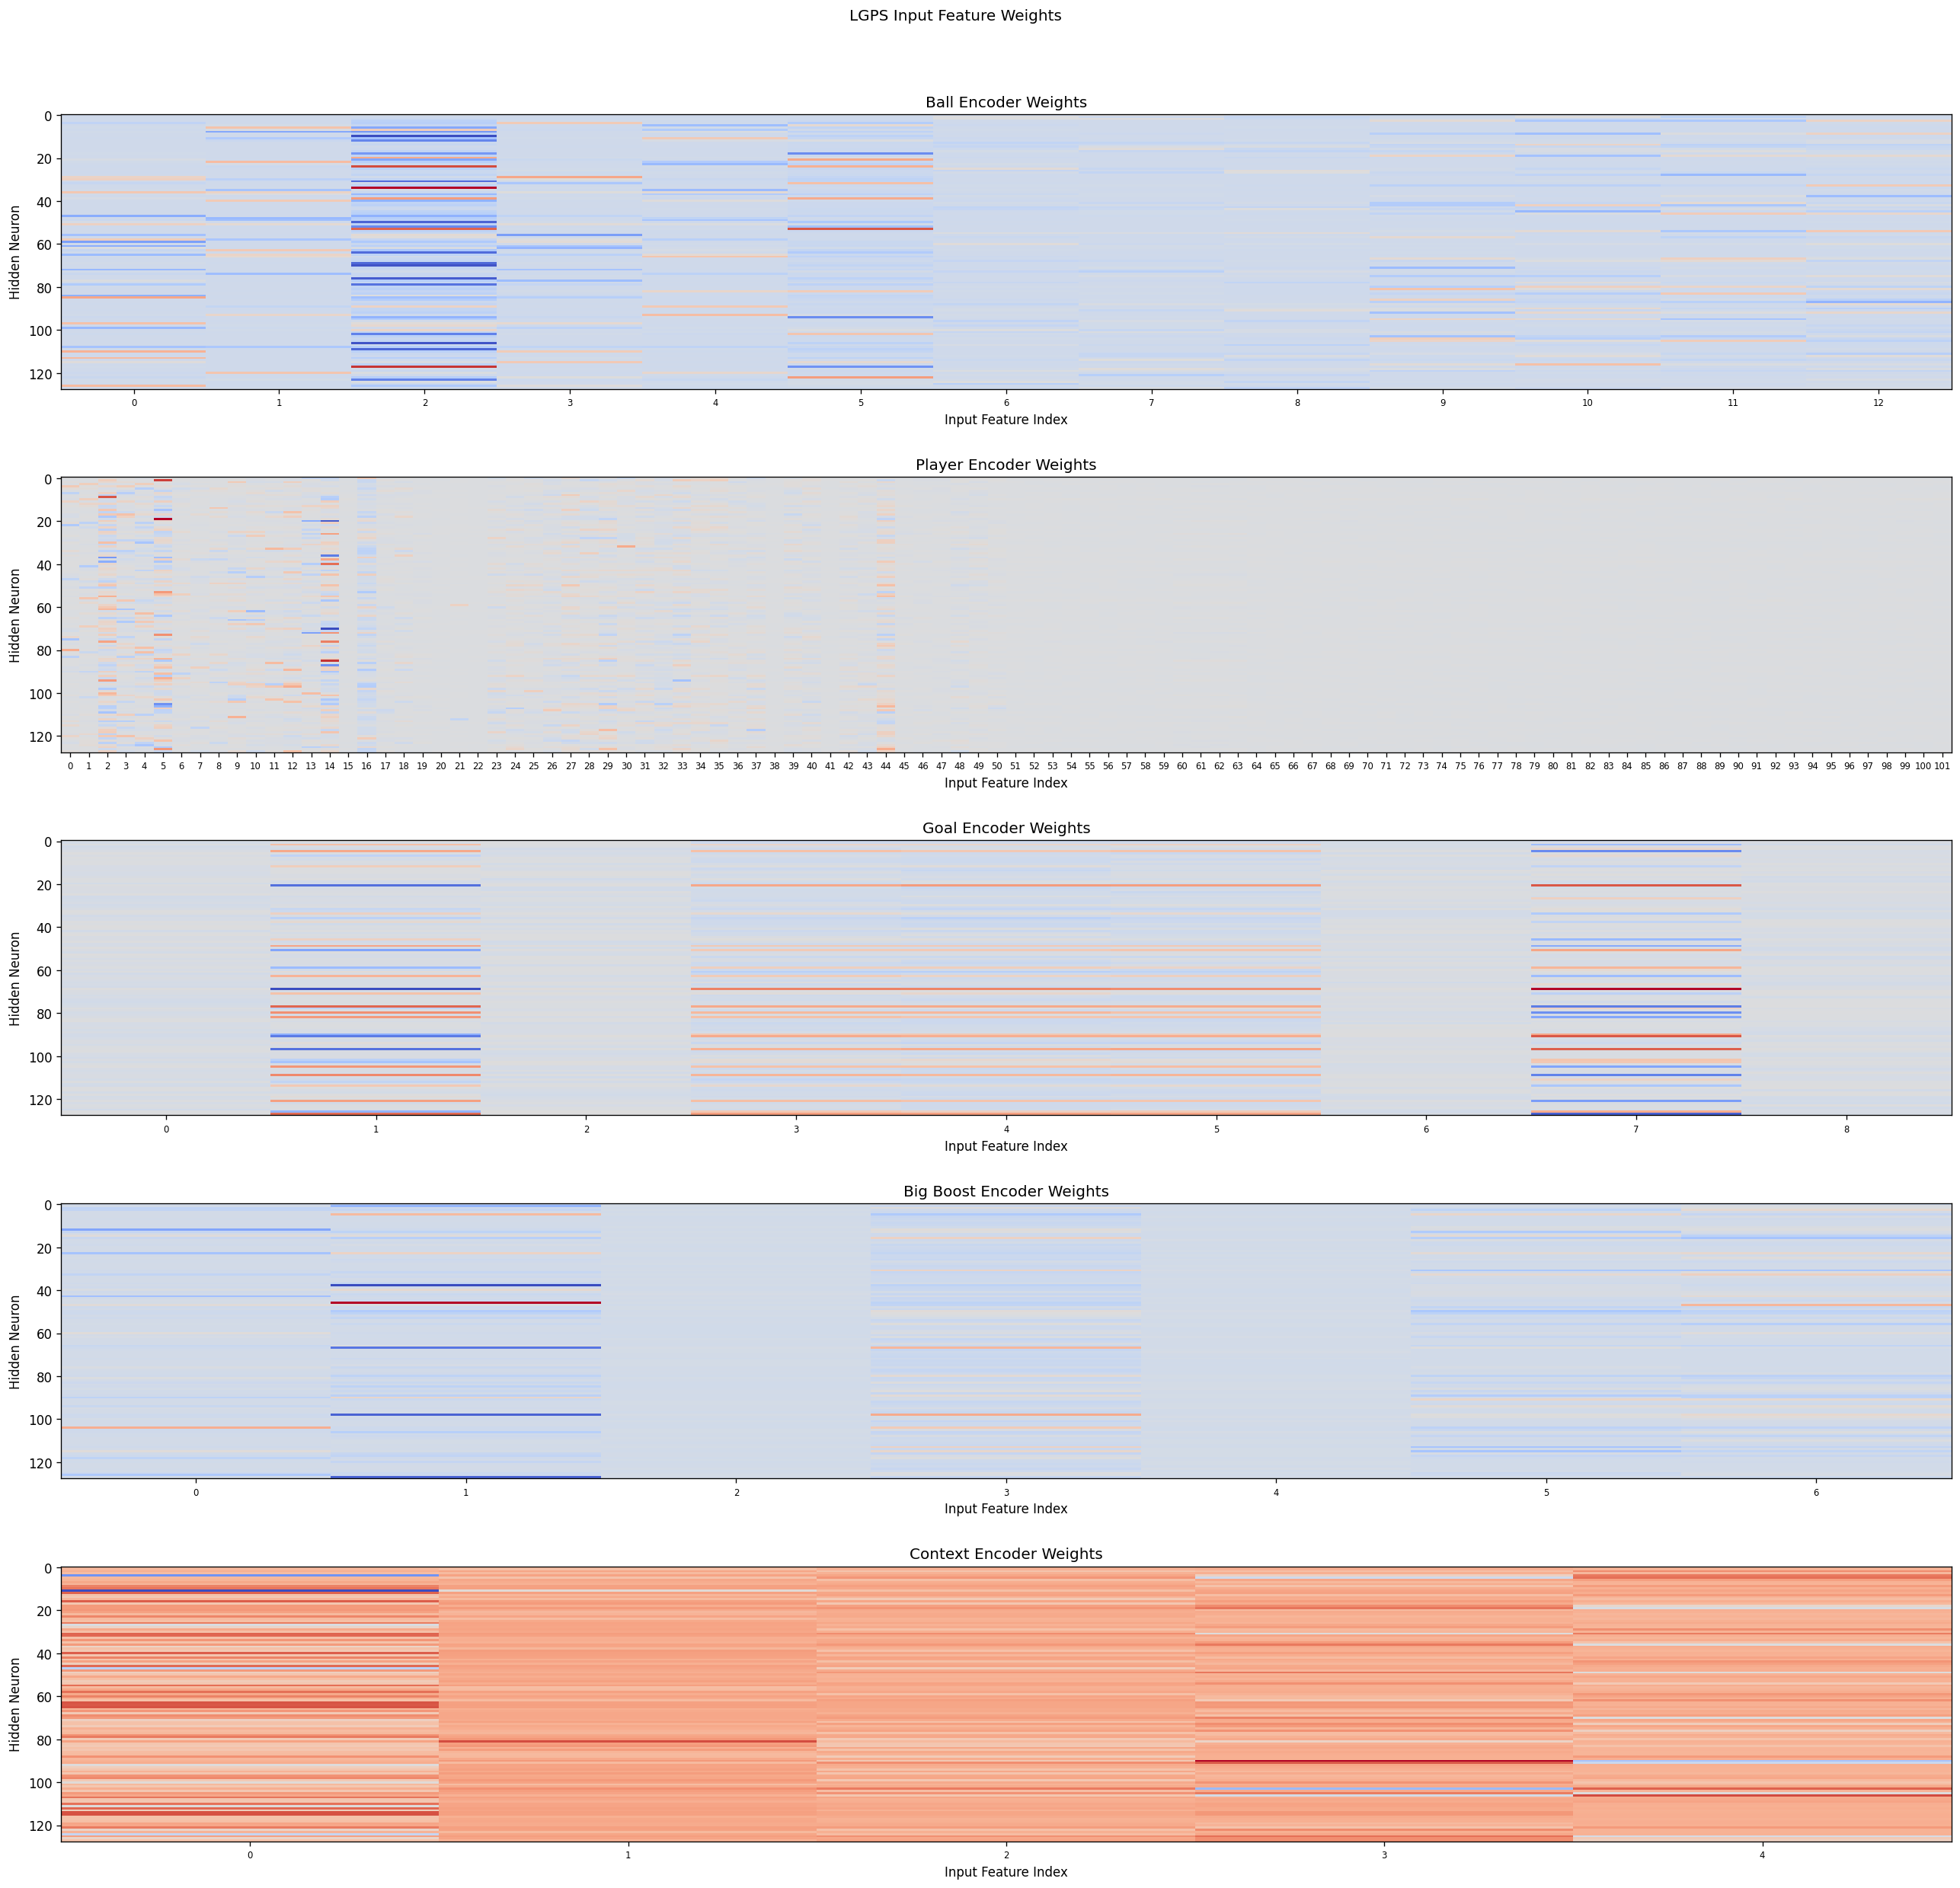 LGPS Input Feature Weights
Ball Encoder Weights
Hidden Neuron
0
20
40
60
80
100
120
0 1 2 3 4 5 6 7 8 9 10 11 12
Input Feature Index
Player Encoder Weights
Hidden Neuron
0
20
40
60
80
100
120
0 1 2 3 4 5 6 7 8 9 10 11 12 13 14 15 16 17 18 19 20 21 22 23 24 25 26 27 28 29 30 31 32 33 34 35 36 37 38 39 40 41 42 43 44 45 46 47 48 49 50 51 52 53 54 55 56 57 58 59 60 61 62 63 64 65 66 67 68 69 70 71 72 73 74 75 76 77 78 79 80 81 82 83 84 85 86 87 88 89 90 91 92 93 94 95 96 97 98 99 100 101
Input Feature Index
Goal Encoder Weights
Hidden Neuron
0
20
40
60
80
100
120
0 1 2 3 4 5 6 7 8
Input Feature Index
Big Boost Encoder Weights
Hidden Neuron
0
20
40
60
80
100
120
0 1 2 3 4 5 6
Input Feature Index
Context Encoder Weights
Hidden Neuron
0
20
40
60
80
100
120
0 1 2 3 4
Input Feature Index